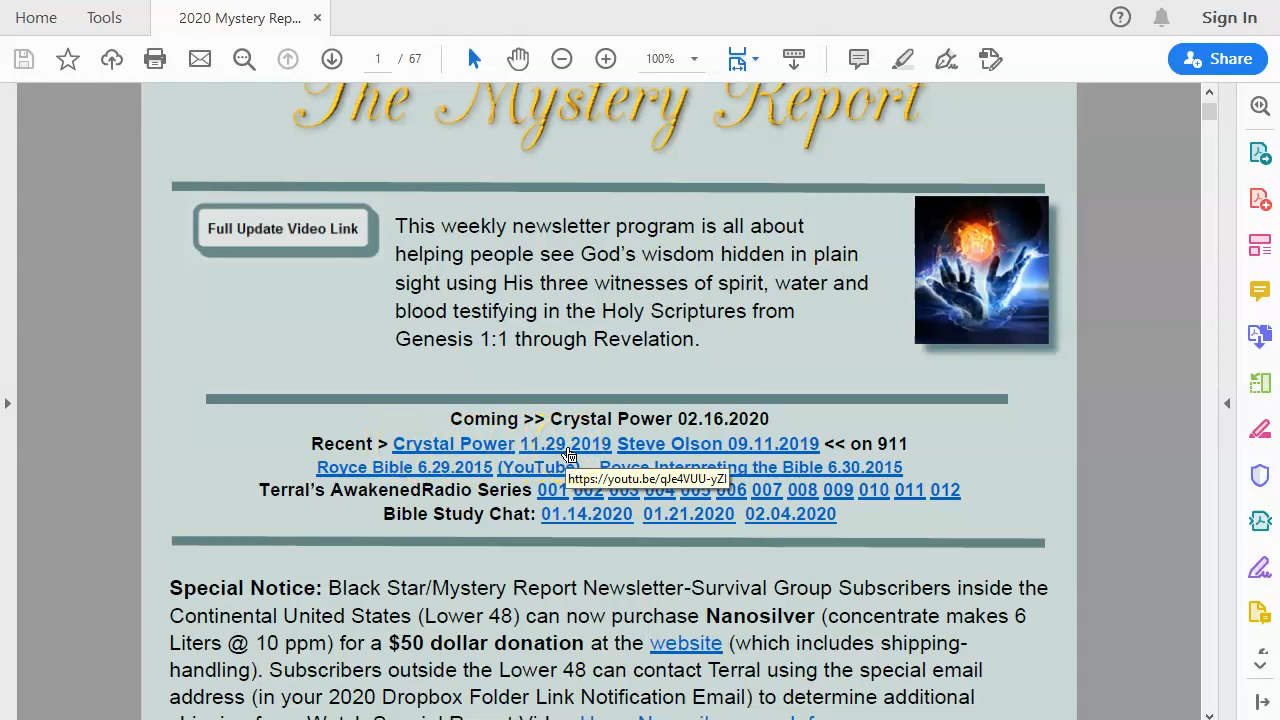 Home Tools 2020 Mystery Rep... × Sign In
1 / 67 100% Share
The Mystery Report
Full Update Video Link
This weekly newsletter program is all about
helping people see God's wisdom hidden in plain
sight using His three witnesses of spirit, water and
blood testifying in the Holy Scriptures from
Genesis 1:1 through Revelation.
Coming >> Crystal Power 02.16.2020
Recent > Crystal Power 11.29.2019 Steve Olson 09.11.2019 << on 911
Royce Bible 6.29.2015 (YouTube) Royce Interpreting the Bible 6.30.2015
https://youtu.be/qJe4VUU-yZI
Terral's AwakenedRadio Series 001 002 003 004 005 006 007 008 009 010 011 012
Bible Study Chat: 01.14.2020 01.21.2020 02.04.2020
Special Notice: Black Star/Mystery Report Newsletter-Survival Group Subscribers inside the
Continental United States (Lower 48) can now purchase Nanosilver (concentrate makes 6
Liters @ 10 ppm) for a $50 dollar donation at the website (which includes shipping-
handling). Subscribers outside the Lower 48 can contact Terral using the special email
address (in your 2020 Dropbox Folder Link Notification Email) to determine additional